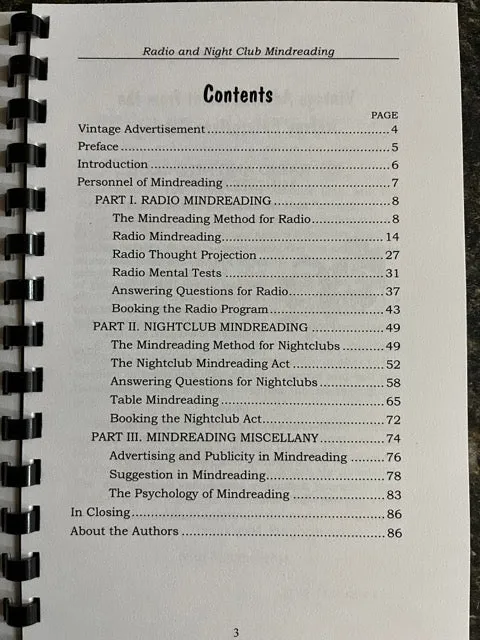 Radio and Night Club Mindreading
Contents
PAGE
Vintage Advertisement.....4
Preface.....5
Introduction.....6
Personnel of Mindreading.....7
PART I. RADIO MINDREADING.....8
The Mindreading Method for Radio.....8
Radio Mindreading.....14
Radio Thought Projection.....27
Radio Mental Tests.....31
Answering Questions for Radio.....37
Booking the Radio Program.....43
PART II. NIGHTCLUB MINDREADING.....49
The Mindreading Method for Nightclubs.....49
The Nightclub Mindreading Act.....52
Answering Questions for Nightclubs.....58
Table Mindreading.....65
Booking the Nightclub Act.....72
PART III. MINDREADING MISCELLANY.....74
Advertising and Publicity in Mindreading.....76
Suggestion in Mindreading.....78
The Psychology of Mindreading.....83
In Closing.....86
About the Authors.....86
3